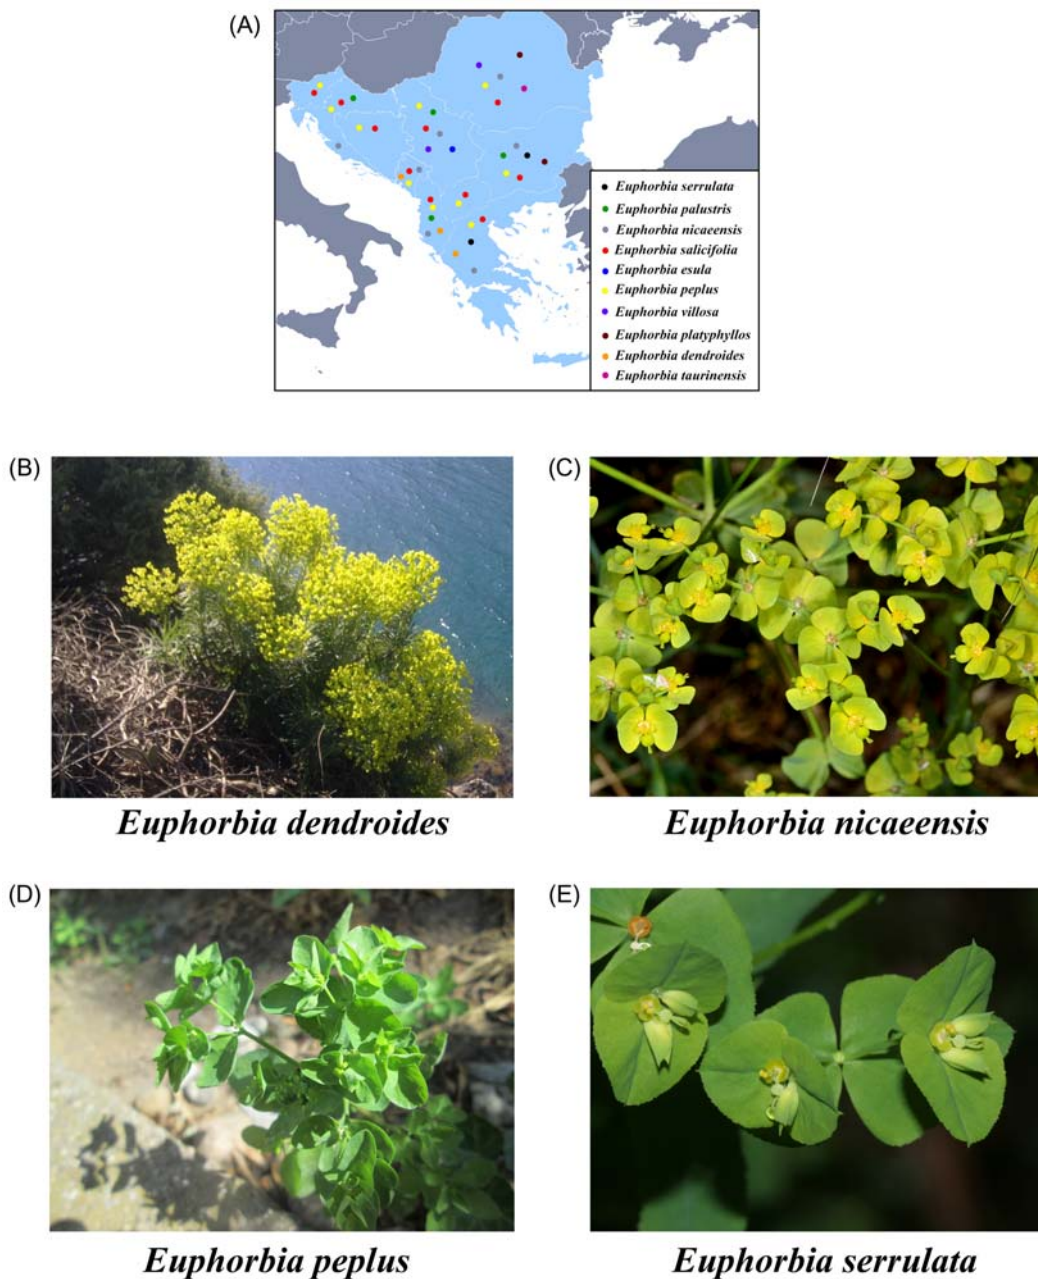 (A)
Euphorbia serrulata
Euphorbia palustris
Euphorbia nicaeensis
Euphorbia salicifolia
Euphorbia esula
Euphorbia peplus
Euphorbia villosa
Euphorbia platyphyllos
Euphorbia dendroides
Euphorbia taurinensis
(B)
(C)
Euphorbia dendroides
Euphorbia nicaeensis
(D)
(E)
Euphorbia peplus
Euphorbia serrulata